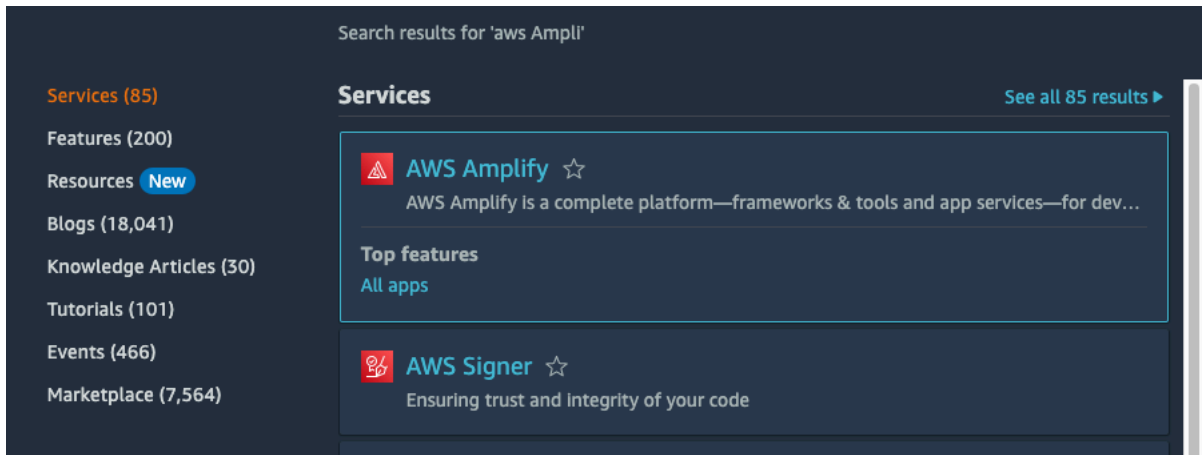 Search results for 'aws Ampli'
Services (85)
Features (200)
Resources New
Blogs (18,041)
Knowledge Articles (30)
Tutorials (101)
Events (466)
Marketplace (7,564)
Services
See all 85 results
AWS Amplify
AWS Amplify is a complete platform—frameworks & tools and app services—for dev...
Top features
All apps
AWS Signer
Ensuring trust and integrity of your code